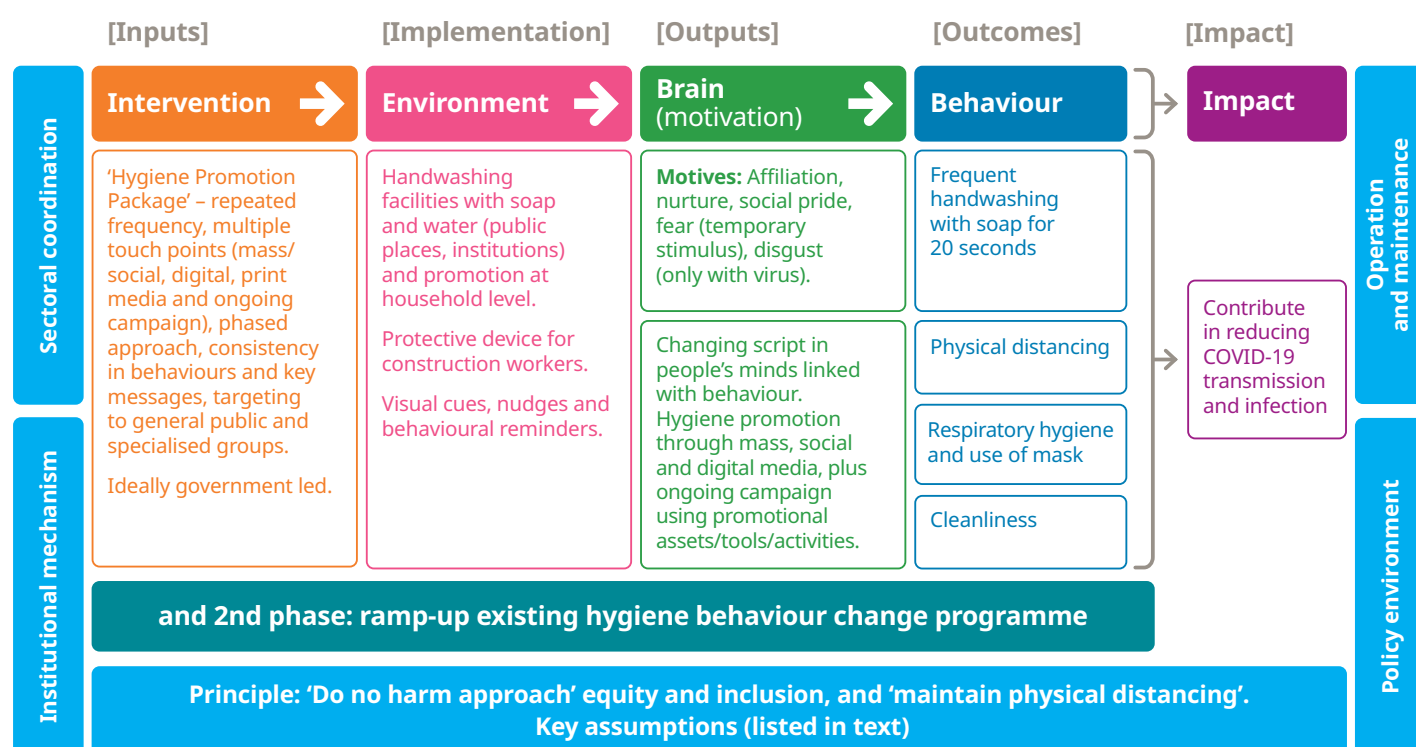 [Inputs]
[Implementation]
[Outputs]
[Outcomes]
[Impact]
Sectoral coordination
Institutional mechanism
Intervention
‘Hygiene Promotion
Package’ – repeated
frequency, multiple
touch points (mass/
social, digital, print
media and ongoing
campaign), phased
approach, consistency
in behaviours and key
messages, targeting
to general public and
specialised groups.
Ideally government led.
Environment
Handwashing
facilities with soap
and water (public
places, institutions)
and promotion at
household level.
Protective device for
construction workers.
Visual cues, nudges and
behavioural reminders.
Brain
(motivation)
Motives: Affiliation,
nurture, social pride,
fear (temporary
stimulus), disgust
(only with virus).
Changing script in
people’s minds linked
with behaviour.
Hygiene promotion
through mass, social
and digital media, plus
ongoing campaign
using promotional
assets/tools/activities.
Behaviour
Frequent
handwashing
with soap for
20 seconds
Physical distancing
Respiratory hygiene
and use of mask
Cleanliness
Impact
Contribute
in reducing
COVID-19
transmission
and infection
Operation
and maintenance
Policy environment
and 2nd phase: ramp-up existing hygiene behaviour change programme
Principle: ‘Do no harm approach’ equity and inclusion, and ‘maintain physical distancing’.
Key assumptions (listed in text)